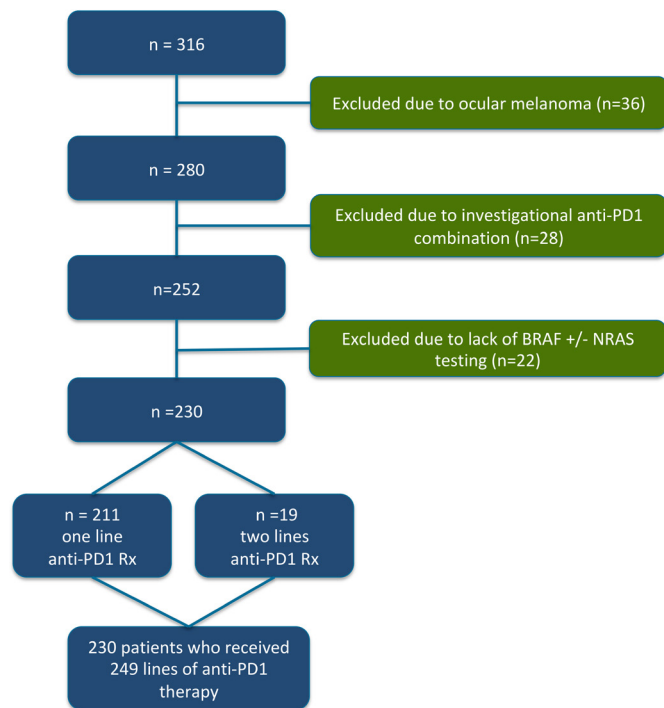 n = 316
Excluded due to ocular melanoma (n=36)
n = 280
Excluded due to investigational anti-PD1
combination (n=28)
n=252
Excluded due to lack of BRAF +/- NRAS
testing (n=22)
n =230
n = 211
one line
anti-PD1 Rx
n =19
two lines
anti-PD1 Rx
230 patients who received
249 lines of anti-PD1
therapy